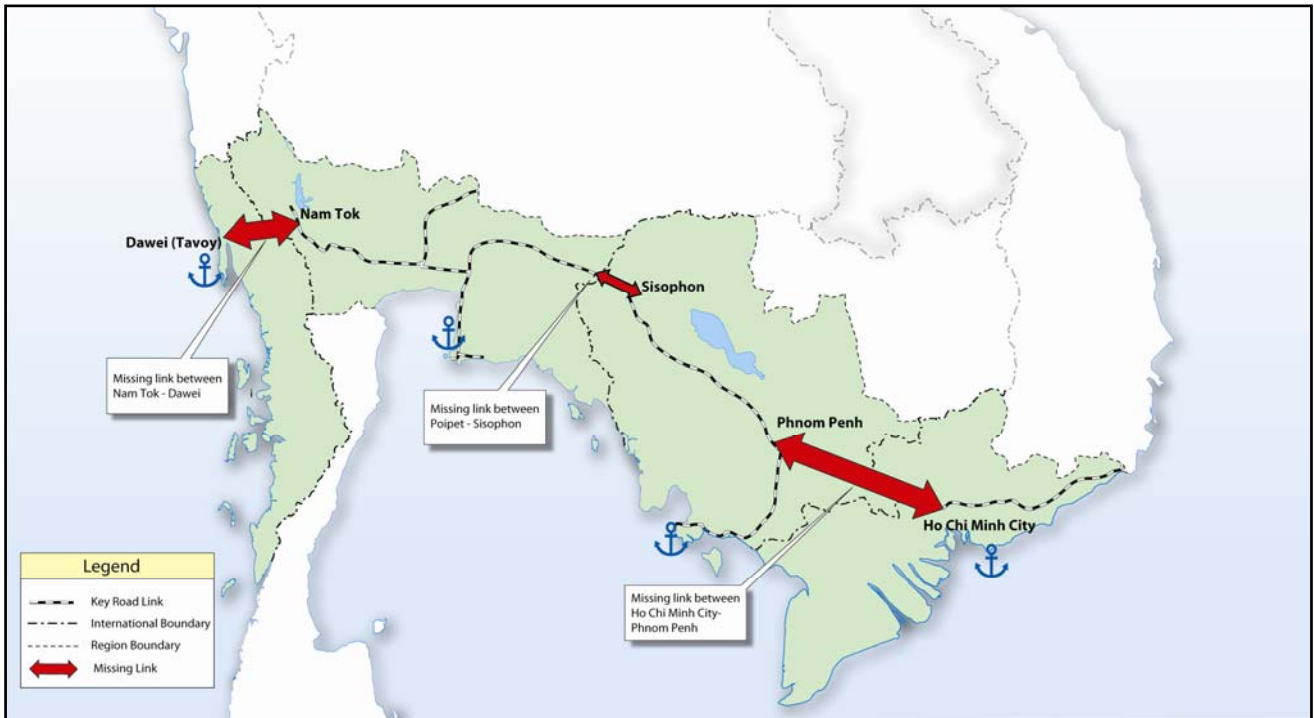 Nam Tok
Dawei (Tavoy)
Sisophon
Missing link between
Nam Tok - Dawei
Missing link between
Poipet - Sisophon
Phnom Penh
Ho Chi Minh City
Missing link between
Ho Chi Minh City-
Phnom Penh
Legend
Key Road Link
International Boundary
Region Boundary
Missing Link